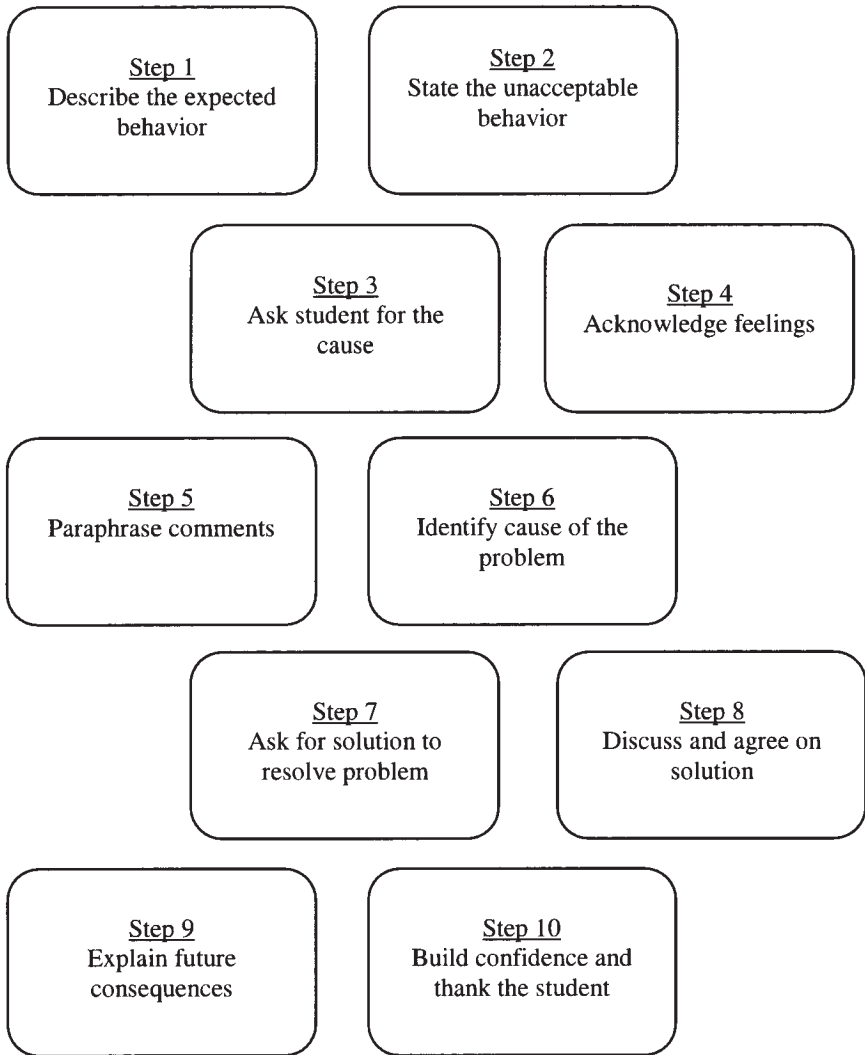 Step 1
Describe the expected
behavior
Step 2
State the unacceptable
behavior
Step 3
Ask student for the
cause
Step 4
Acknowledge feelings
Step 5
Paraphrase comments
Step 6
Identify cause of the
problem
Step 7
Ask for solution to
resolve problem
Step 8
Discuss and agree on
solution
Step 9
Explain future
consequences
Step 10
Build confidence and
thank the student